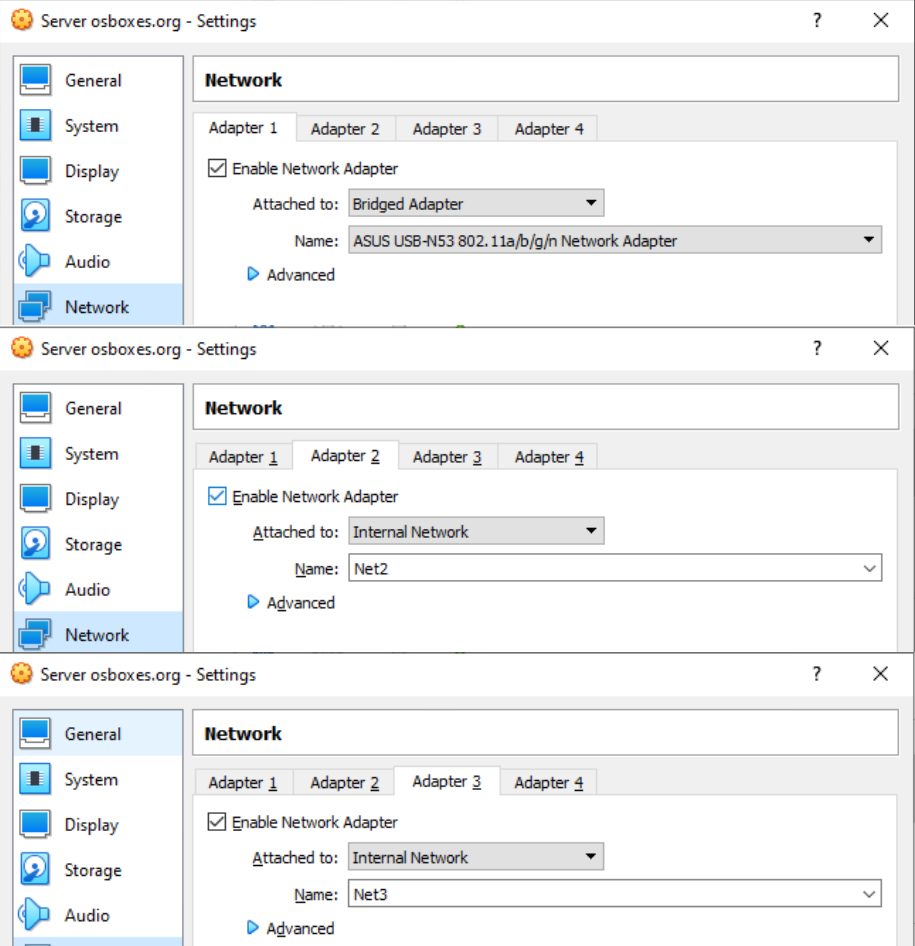 Server osboxes.org - Settings ?
General
Network
System
Adapter 1 Adapter 2 Adapter 3 Adapter 4
Display
Enable Network Adapter
Attached to: Bridged Adapter
Storage
Name: ASUS USB-N53 802.11a/b/g/n Network Adapter
Audio
Advanced
Network
Server osboxes.org - Settings ?
General
Network
System
Adapter 1 Adapter 2 Adapter 3 Adapter 4
Display
Enable Network Adapter
Attached to: Internal Network
Storage
Name: Net2
Audio
Advanced
Network
Server osboxes.org - Settings ?
General
Network
System
Adapter 1 Adapter 2 Adapter 3 Adapter 4
Display
Enable Network Adapter
Attached to: Internal Network
Storage
Name: Net3
Audio
Advanced